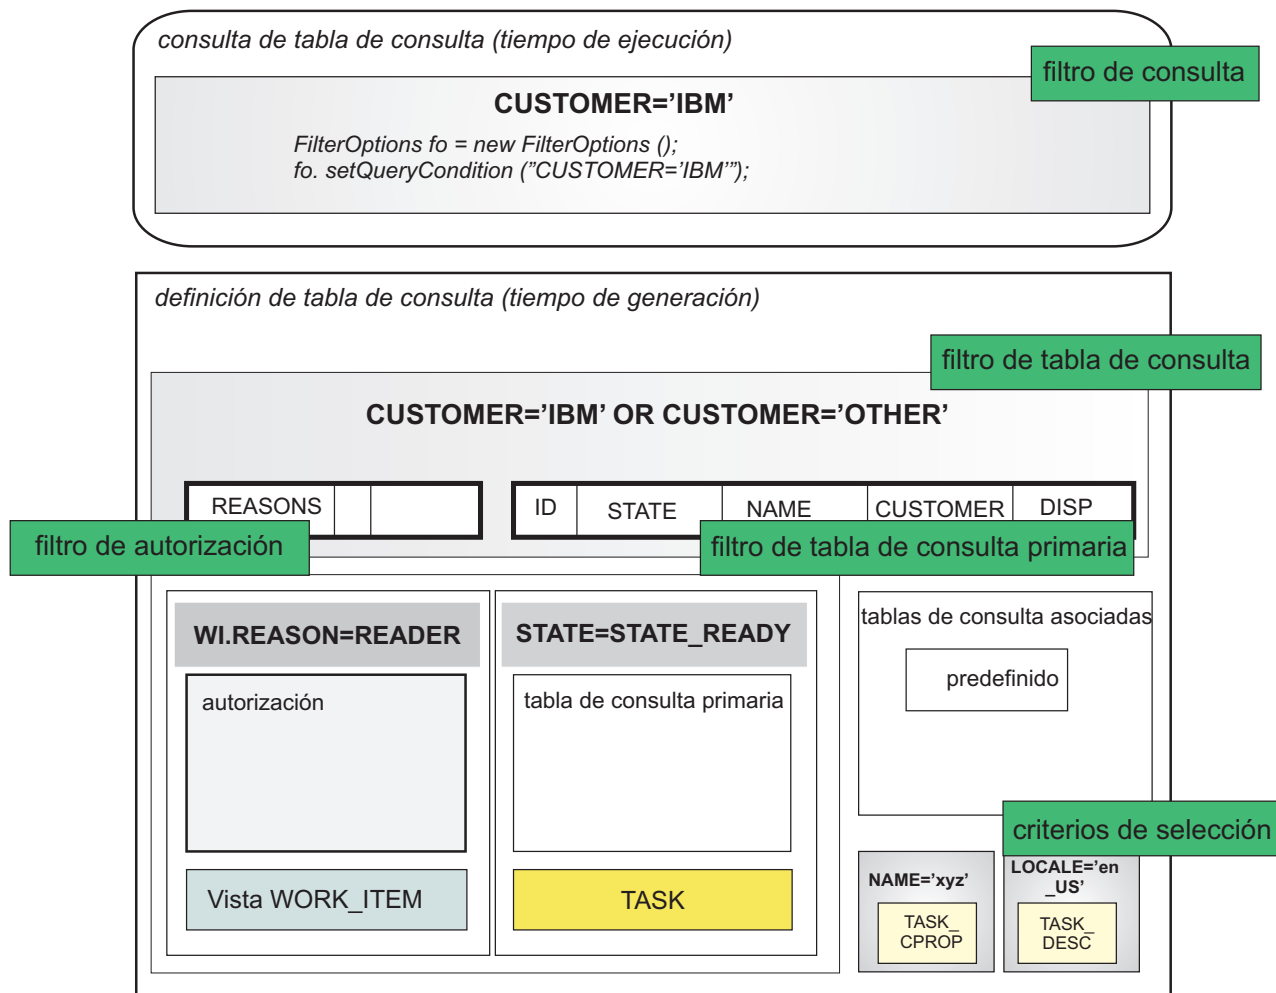 consulta de tabla de consulta (tiempo de ejecución)
filtro de consulta
CUSTOMER=’IBM’
FilterOptions fo = new FilterOptions ();
fo. setQueryCondition (”CUSTOMER=’IBM’”);
definición de tabla de consulta (tiempo de generación)
filtro de tabla de consulta
CUSTOMER=’IBM’ OR CUSTOMER=’OTHER’
REASONS
ID STATE NAME CUSTOMER DISP
filtro de autorización
filtro de tabla de consulta primaria
WI.REASON=READER
STATE=STATE_READY
tablas de consulta asociadas
predefinido
autorización
tabla de consulta primaria
criterios de selección
Vista WORK_ITEM
TASK
NAME=’xyz’
TASK_
CPROP
LOCALE=’en
_US’
TASK_
DESC